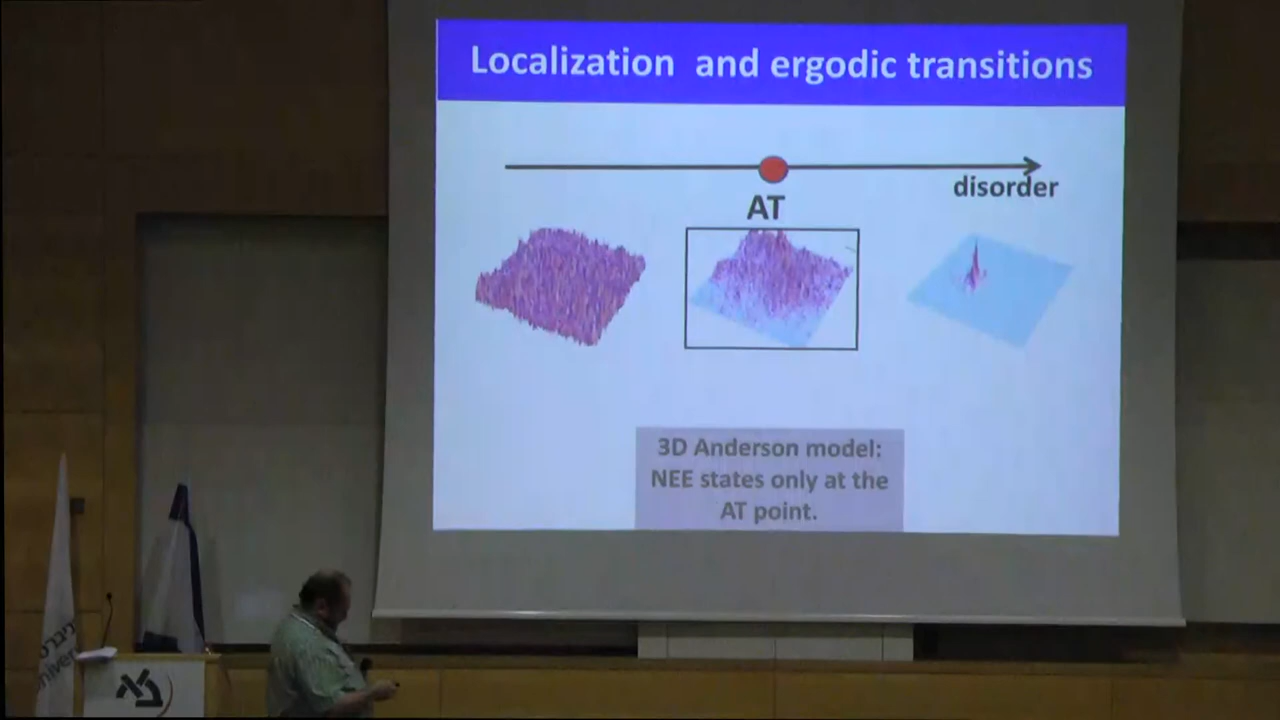 Localization and ergodic transitions
disorder
AT
3D Anderson model:
NEE states only at the
AT point.